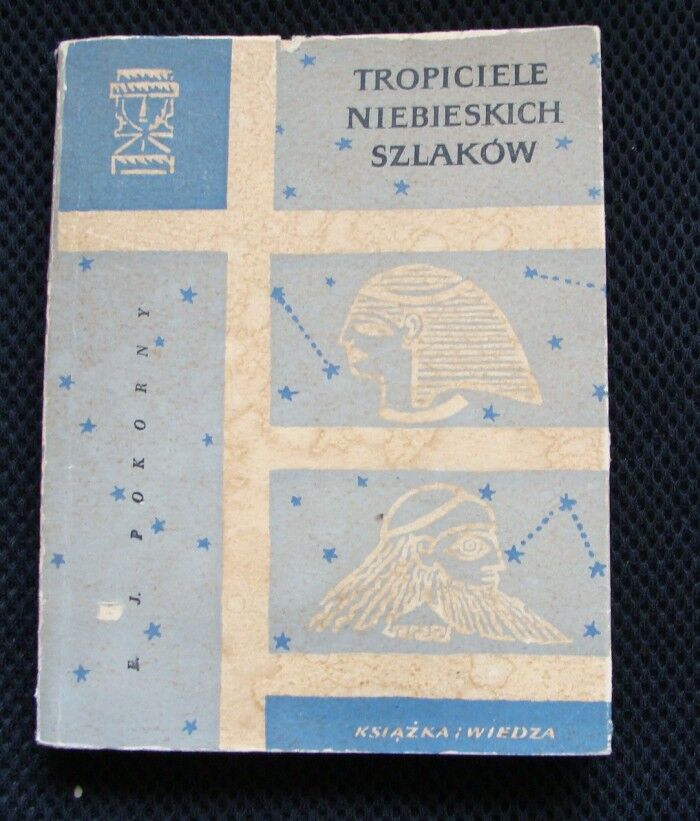 TROPICIELE
NIEBIESKICH
SZLAKÓW
E. J. POKORNY
KSIĄŻKA i WIEDZA